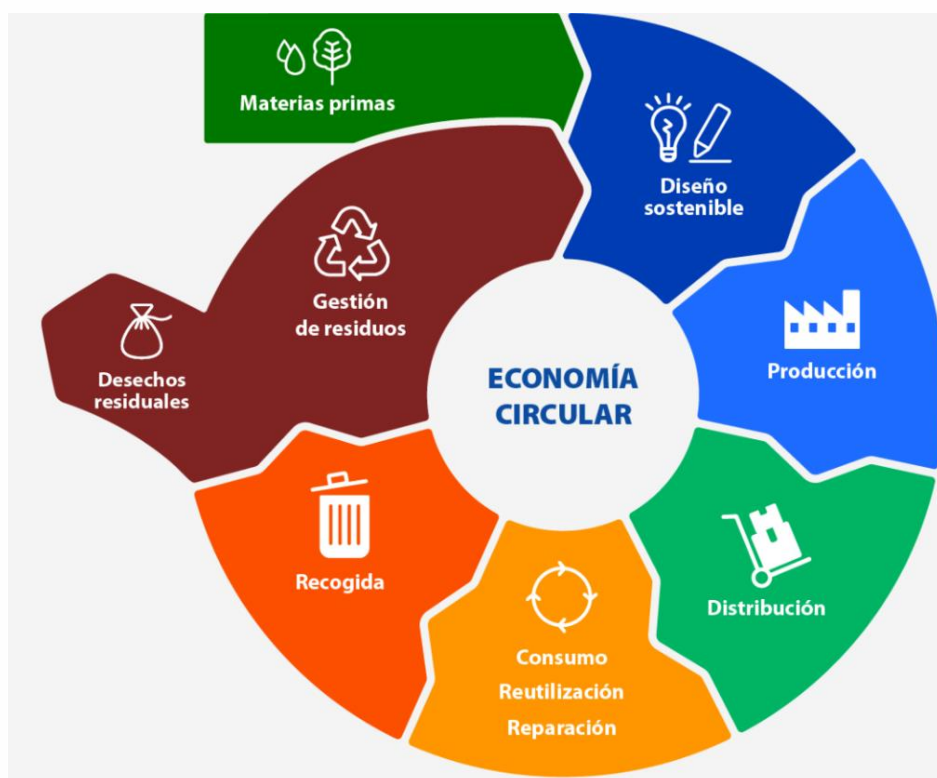 Materias primas
Diseño
sostenible
Producción
Distribución
Consumo
Reutilización
Reparación
Recogida
Gestión
de residuos
Desechos
residuales
ECONOMÍA
CIRCULAR